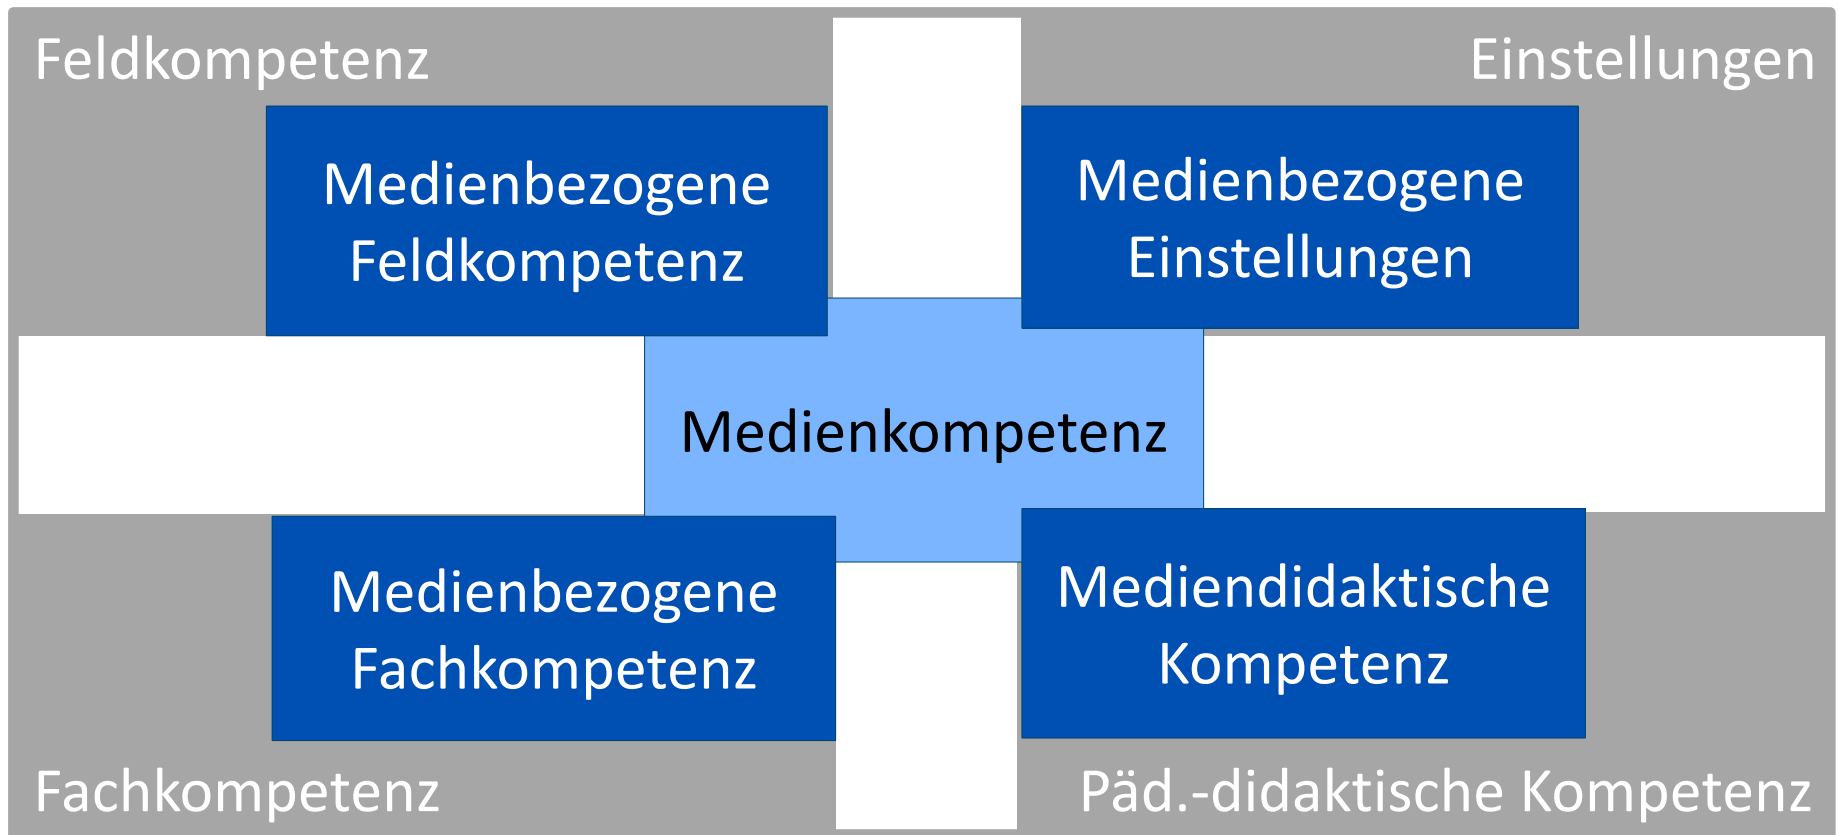 Feldkompetenz
Einstellungen
Medienbezogene
Feldkompetenz
Medienbezogene
Einstellungen
Medienkompetenz
Medienbezogene
Fachkompetenz
Mediendidaktische
Kompetenz
Fachkompetenz
Päd.-didaktische Kompetenz